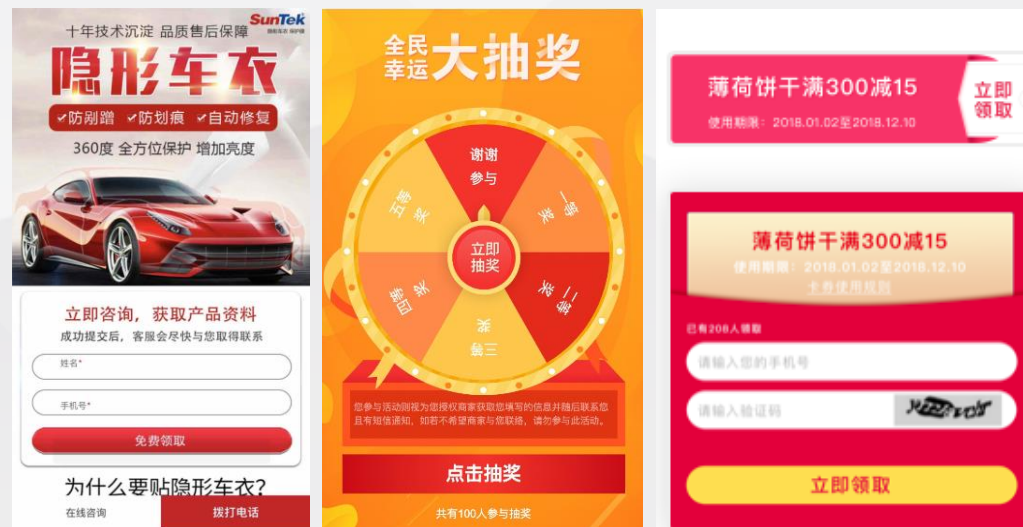 SunTek
十年技术沉淀 品质售后保障
隐形车衣
防剐蹭 防划痕 自动修复
360度 全方位保护 增加亮度
立即咨询，获取产品资料
成功提交后，客服会尽快与您取得联系
姓名*
手机号*
免费领取
为什么要贴隐形车衣?
在线咨询
拨打电话
全民
幸运
大抽奖
谢谢
参与
一等
奖
二等
奖
三等
奖
四等
奖
五等
奖
立即
抽奖
您参与活动则视为您授权商家获取您填写的信息并随后联系您
且有短信通知，如若不希望商家与您联络，请勿参与此活动。
点击抽奖
共有100人参与抽奖
薄荷饼干满300减15
使用期限：2018.01.02至2018.12.10
立即
领取
薄荷饼干满300减15
使用期限：2018.01.02至2018.12.10
卡券使用规则
已有208人领取
请输入您的手机号
请输入验证码
立即领取